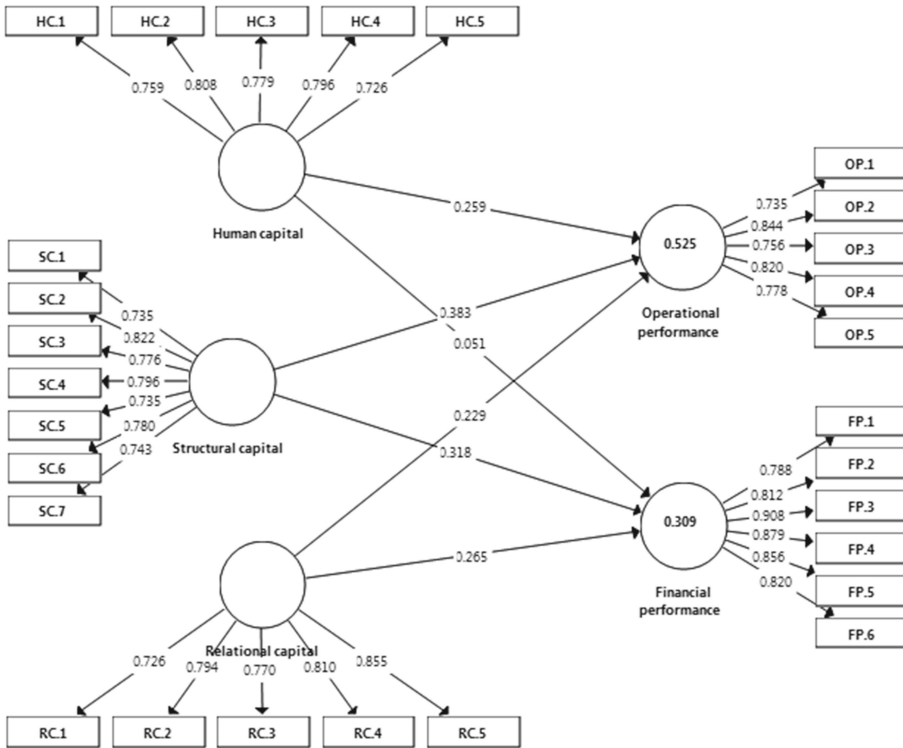 HC.1
HC.2
HC.3
HC.4
HC.5
0.759
0.808
0.779
0.796
0.726
Human capital
0.259
0.051
OP.1
OP.2
OP.3
OP.4
OP.5
0.735
0.844
0.756
0.820
0.778
0.525
Operational
performance
SC.1
SC.2
SC.3
SC.4
SC.5
SC.6
SC.7
0.735
0.822
0.776
0.796
0.735
0.780
0.743
Structural capital
0.383
0.318
0.229
0.265
FP.1
FP.2
FP.3
FP.4
FP.5
FP.6
0.788
0.812
0.908
0.879
0.856
0.820
0.309
Financial
performance
Relational capital
0.726
0.794
0.770
0.810
0.855
RC.1
RC.2
RC.3
RC.4
RC.5